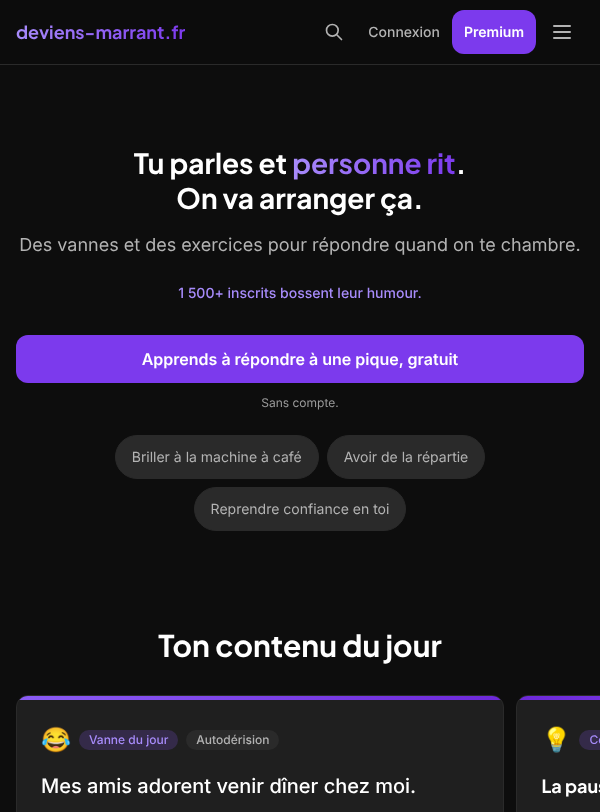 deviens-marrant.fr
Connexion
Premium
Tu parles et personne rit.
On va arranger ça.
Des vannes et des exercices pour répondre quand on te chambre.
1 500+ inscrits bossent leur humour.
Apprends à répondre à une pique, gratuit
Sans compte.
Briller à la machine à café
Avoir de la répartie
Reprendre confiance en toi
Ton contenu du jour
Vanne du jour
Autodérision
Mes amis adorent venir dîner chez moi.
La